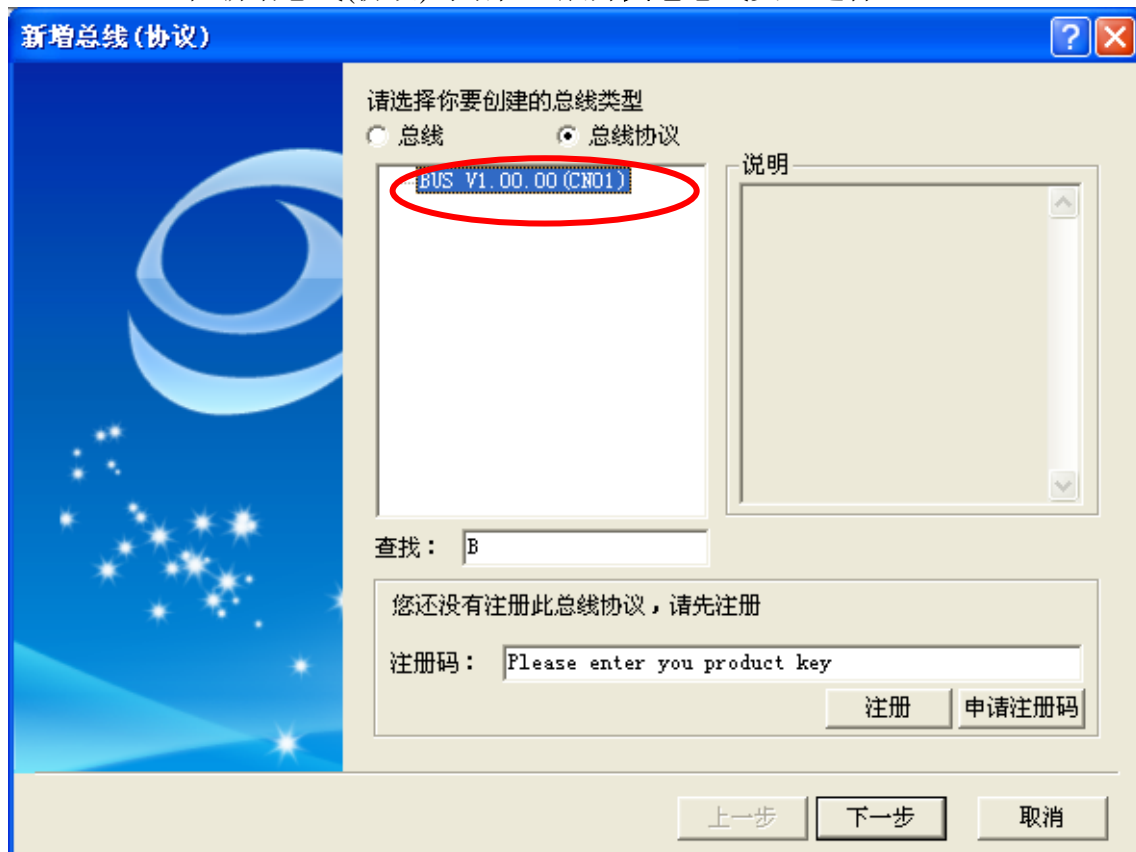 新增总线(协议)
请选择你要创建的总线类型
总线 总线协议
BUS V1.00.00(CN01)
说明
查找： B
您还没有注册此总线协议，请先注册
注册码： Please enter you product key
注册 申请注册码
上一步 下一步 取消